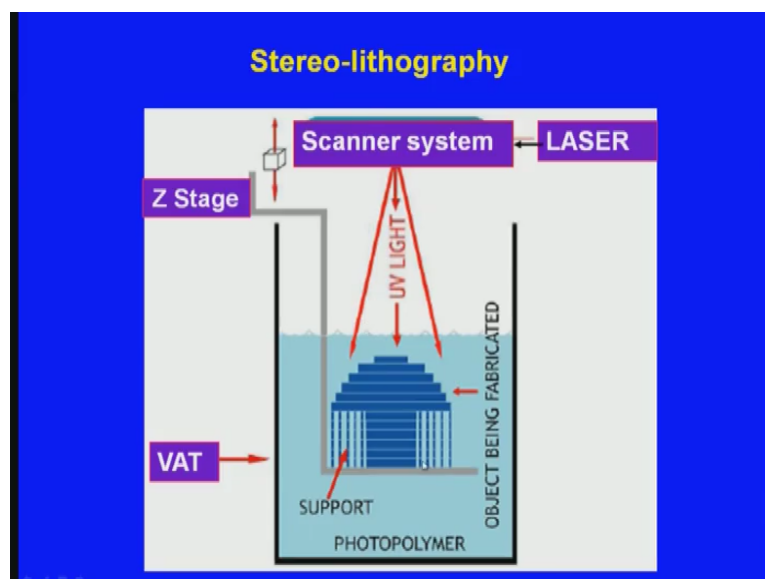 Stereo-lithography
Scanner system
LASER
Z Stage
UV LIGHT
OBJECT BEING FABRICATED
VAT
SUPPORT
PHOTOPOLYMER